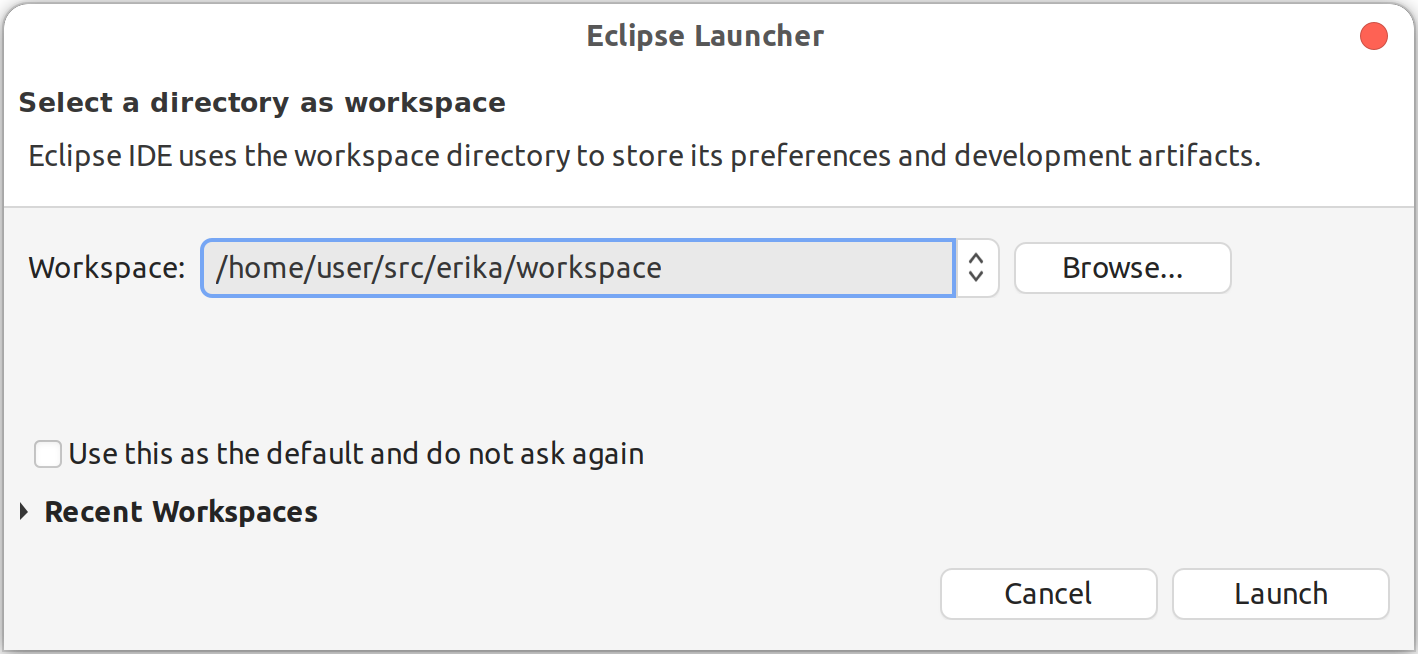 Eclipse Launcher
Select a directory as workspace
Eclipse IDE uses the workspace directory to store its preferences and development artifacts.
Workspace: /home/user/src/erika/workspace Browse...
Use this as the default and do not ask again
Recent Workspaces
Cancel Launch